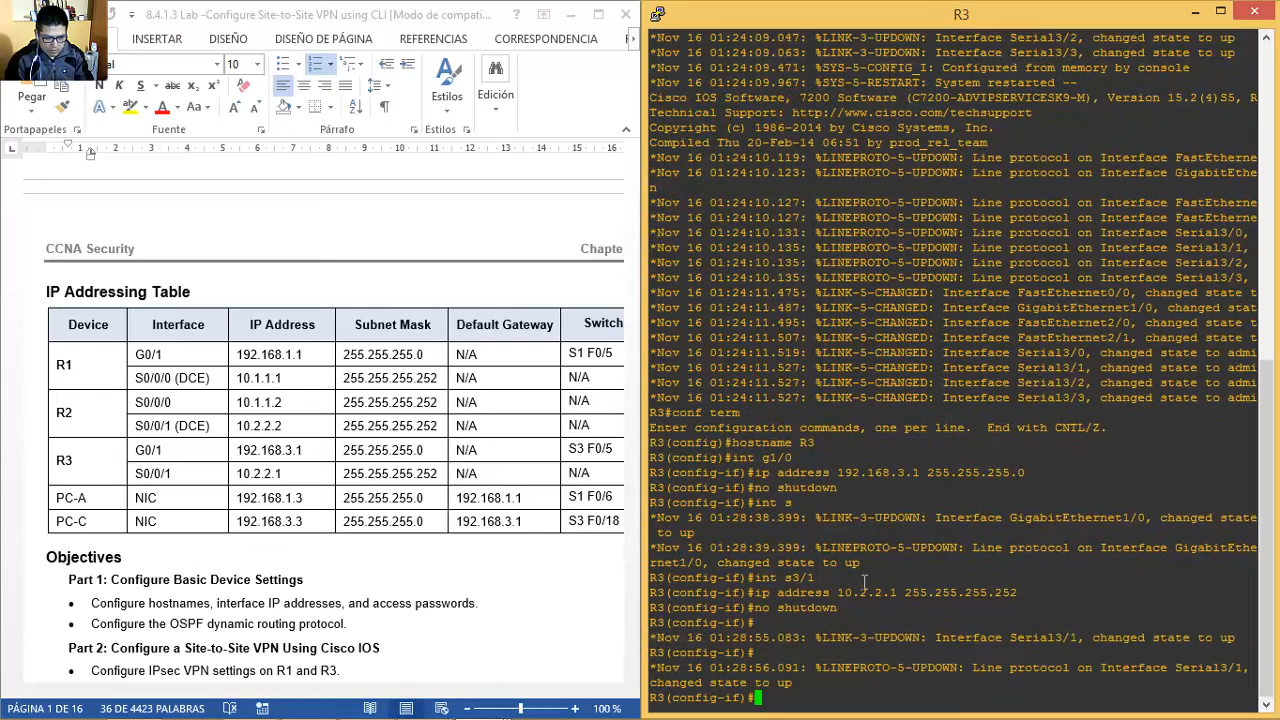 8.4.1.3 Lab -Configure Site-to-Site VPN using CLI [Modo de compati...
INSERTAR DISEÑO DISEÑO DE PÁGINA REFERENCIAS CORRESPONDENCIA
10
N K S abc x₂ x²
Pegar
Aa
Estilos
Edición
Portapapeles Fuente Párrafo Estilos
1 2 3 4 5 6 7 8 9 10 11 12 13 14 15 16
CCNA Security Chapte
IP Addressing Table
Device Interface IP Address Subnet Mask Default Gateway Switch
R1 G0/1 192.168.1.1 255.255.255.0 N/A S1 F0/5
S0/0/0 (DCE) 10.1.1.1 255.255.255.252 N/A N/A
R2 S0/0/0 10.1.1.2 255.255.255.252 N/A N/A
S0/0/1 (DCE) 10.2.2.2 255.255.255.252 N/A N/A
R3 G0/1 192.168.3.1 255.255.255.0 N/A S3 F0/5
S0/0/1 10.2.2.1 255.255.255.252 N/A N/A
PC-A NIC 192.168.1.3 255.255.255.0 192.168.1.1 S1 F0/6
PC-C NIC 192.168.3.3 255.255.255.0 192.168.3.1 S3 F0/18
Objectives
Part 1: Configure Basic Device Settings
• Configure hostnames, interface IP addresses, and access passwords.
• Configure the OSPF dynamic routing protocol.
Part 2: Configure a Site-to-Site VPN Using Cisco IOS
• Configure IPsec VPN settings on R1 and R3.
PÁGINA 1 DE 16 36 DE 4423 PALABRAS 100 %
R3
*Nov 16 01:24:09.047: %LINK-3-UPDOWN: Interface Serial3/2, changed state to up
*Nov 16 01:24:09.063: %LINK-3-UPDOWN: Interface Serial3/3, changed state to up
*Nov 16 01:24:09.471: %SYS-5-CONFIG_I: Configured from memory by console
*Nov 16 01:24:09.967: %SYS-5-RESTART: System restarted --
Cisco IOS Software, 7200 Software (C7200-ADVIPSERVICESK9-M), Version 15.2(4)S5, R
Technical Support: http://www.cisco.com/techsupport
Copyright (c) 1986-2014 by Cisco Systems, Inc.
Compiled Thu 20-Feb-14 06:51 by prod_rel_team
*Nov 16 01:24:10.119: %LINEPROTO-5-UPDOWN: Line protocol on Interface FastEtherne
*Nov 16 01:24:10.123: %LINEPROTO-5-UPDOWN: Line protocol on Interface GigabitEthe
n
*Nov 16 01:24:10.127: %LINEPROTO-5-UPDOWN: Line protocol on Interface FastEtherne
*Nov 16 01:24:10.127: %LINEPROTO-5-UPDOWN: Line protocol on Interface FastEtherne
*Nov 16 01:24:10.131: %LINEPROTO-5-UPDOWN: Line protocol on Interface Serial3/0,
*Nov 16 01:24:10.135: %LINEPROTO-5-UPDOWN: Line protocol on Interface Serial3/1,
*Nov 16 01:24:10.135: %LINEPROTO-5-UPDOWN: Line protocol on Interface Serial3/2,
*Nov 16 01:24:10.135: %LINEPROTO-5-UPDOWN: Line protocol on Interface Serial3/3,
*Nov 16 01:24:11.475: %LINK-5-CHANGED: Interface FastEthernet0/0, changed state t
*Nov 16 01:24:11.487: %LINK-5-CHANGED: Interface GigabitEthernet1/0, changed stat
*Nov 16 01:24:11.495: %LINK-5-CHANGED: Interface FastEthernet2/0, changed state t
*Nov 16 01:24:11.507: %LINK-5-CHANGED: Interface FastEthernet2/1, changed state t
*Nov 16 01:24:11.519: %LINK-5-CHANGED: Interface Serial3/0, changed state to admi
*Nov 16 01:24:11.527: %LINK-5-CHANGED: Interface Serial3/1, changed state to admi
*Nov 16 01:24:11.527: %LINK-5-CHANGED: Interface Serial3/2, changed state to admi
*Nov 16 01:24:11.527: %LINK-5-CHANGED: Interface Serial3/3, changed state to admi
R3#conf term
Enter configuration commands, one per line. End with CNTL/Z.
R3(config)#hostname R3
R3(config)#int g1/0
R3(config-if)#ip address 192.168.3.1 255.255.255.0
R3(config-if)#no shutdown
R3(config-if)#int s
*Nov 16 01:28:38.399: %LINK-3-UPDOWN: Interface GigabitEthernet1/0, changed state
to up
*Nov 16 01:28:39.399: %LINEPROTO-5-UPDOWN: Line protocol on Interface GigabitEthe
rnet1/0, changed state to up
R3(config-if)#int s3/1
R3(config-if)#ip address 10.2.2.1 255.255.255.252
R3(config-if)#no shutdown
R3(config-if)#
*Nov 16 01:28:55.083: %LINK-3-UPDOWN: Interface Serial3/1, changed state to up
R3(config-if)#
*Nov 16 01:28:56.091: %LINEPROTO-5-UPDOWN: Line protocol on Interface Serial3/1,
changed state to up
R3(config-if)#